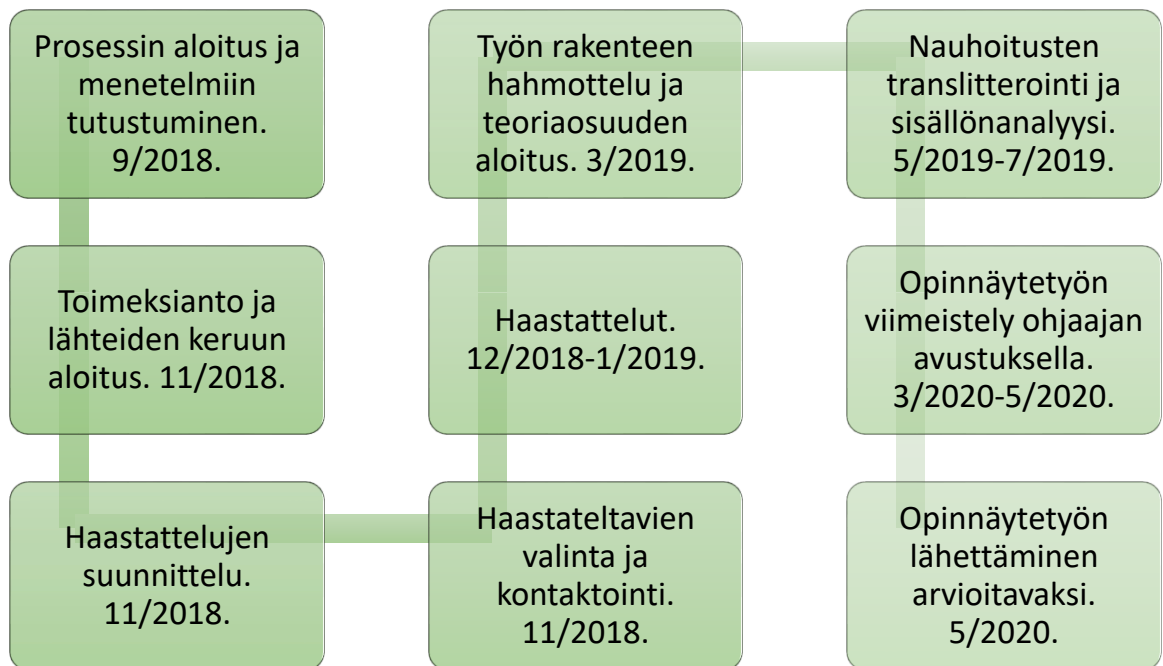 Prosessin aloitus ja
menetelmiin
tutustuminen.
9/2018.
Toimeksianto ja
lähteiden keruun
aloitus. 11/2018.
Haastattelujen
suunnittelu.
11/2018.
Haastateltavien
valinta ja
kontaktointi.
11/2018.
Haastattelut.
12/2018-1/2019.
Työn rakenteen
hahmottelu ja
teoriaosuuden
aloitus. 3/2019.
Nauhoitusten
translitterointi ja
sisällönanalyysi.
5/2019-7/2019.
Opinnäytetyön
viimeistely ohjaajan
avustuksella.
3/2020-5/2020.
Opinnäytetyön
lähettäminen
arvioitavaksi.
5/2020.